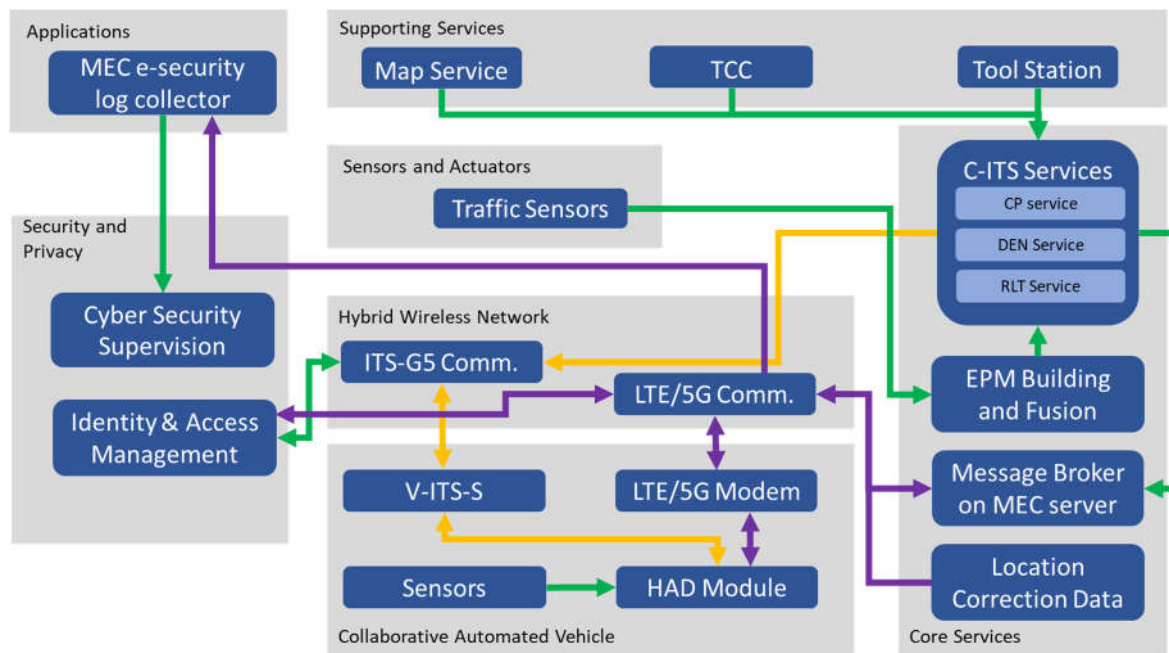 Applications
MEC e-security
log collector
Supporting Services
Map Service
TCC
Tool Station
Sensors and Actuators
Traffic Sensors
C-ITS Services
CP service
DEN Service
RLT Service
Security and
Privacy
Cyber Security
Supervision
Identity & Access
Management
Hybrid Wireless Network
ITS-G5 Comm.
LTE/5G Comm.
EPM Building
and Fusion
V-ITS-S
LTE/5G Modem
Message Broker
on MEC server
Sensors
HAD Module
Location
Correction Data
Collaborative Automated Vehicle
Core Services